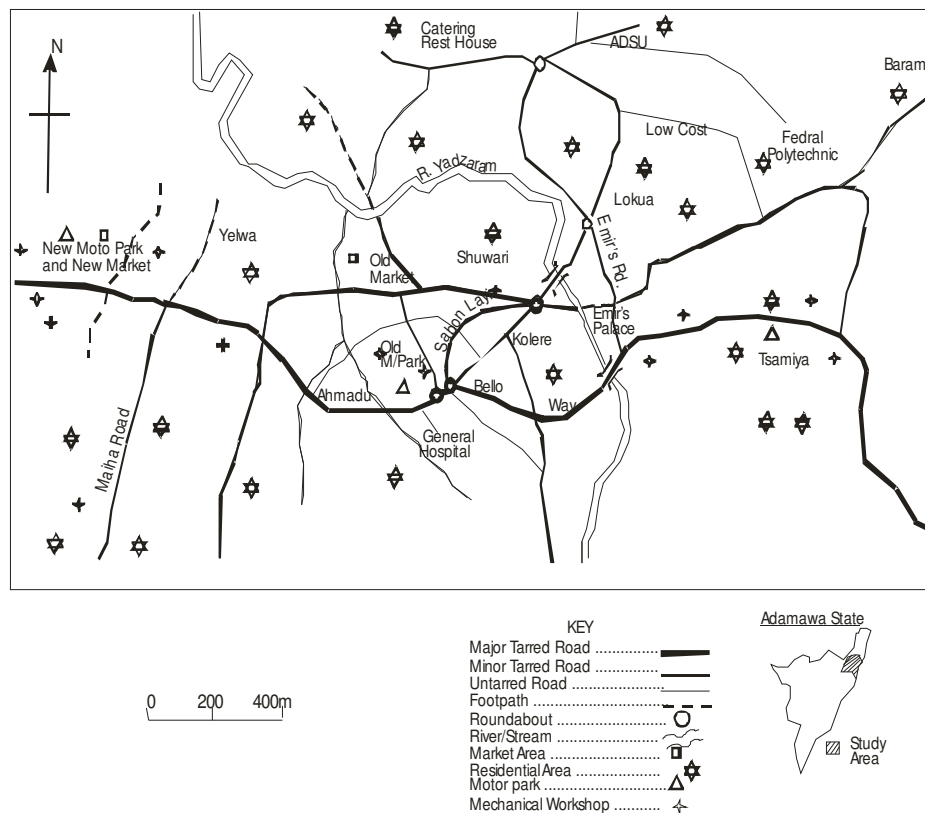 N
Catering
Rest House
ADSU
Baram
Low Cost
Fedral
Polytechnic
R. Yadzaram
Lokua
Emir's Rd.
Yelwa
New Moto Park
and New Market
Old
Market
Shuwari
Sabon Layi
Emir's
Palace
Kolere
Old
M/Park
Tsamiya
Ahmadu
Bello
Way
General
Hospital
Maiha Road
KEY
Major Tarred Road ...............
Minor Tarred Road ...............
Untarred Road ....................
Footpath ...........................
Roundabout ......................
River/Stream .....................
Market Area ......................
Residential Area ................
Motor park ........................
Mechanical Workshop ...........
0 200 400m
Adamawa State
Study
Area